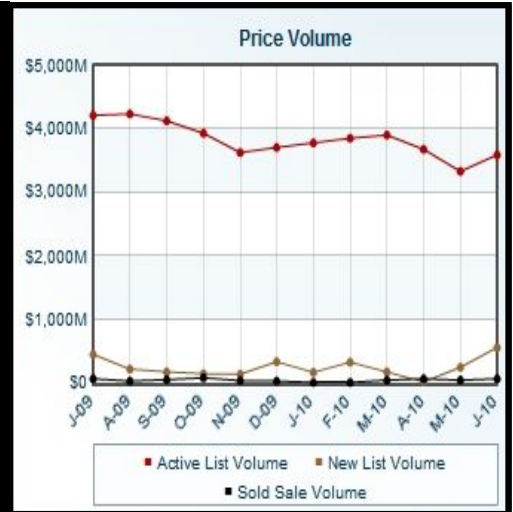 Price Volume
$5,000M
$4,000M
$3,000M
$2,000M
$1,000M
$0
J-09 A-09 S-09 O-09 N-09 D-09 J-10 F-10 M-10 A-10 M-10 J-10
Active List Volume New List Volume
Sold Sale Volume